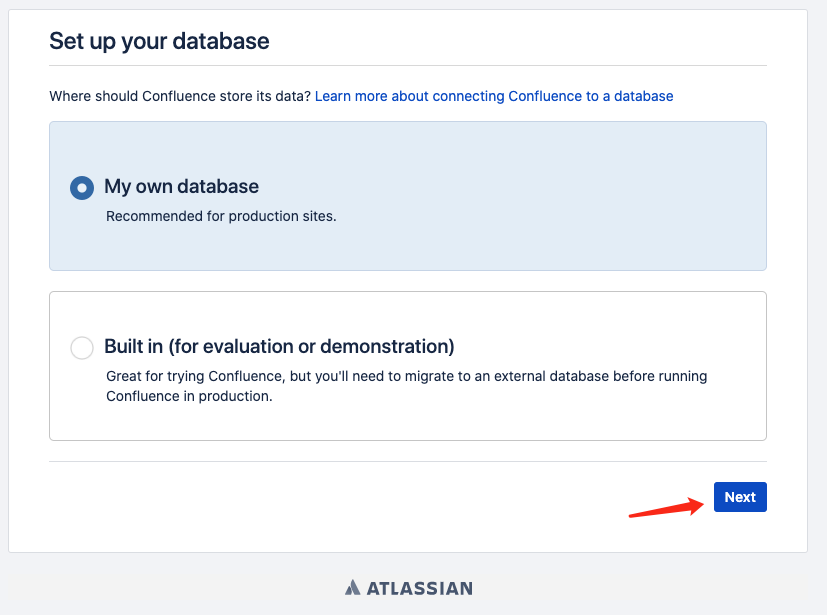 Set up your database
Where should Confluence store its data? Learn more about connecting Confluence to a database
My own database
Recommended for production sites.
Built in (for evaluation or demonstration)
Great for trying Confluence, but you'll need to migrate to an external database before running
Confluence in production.
Next
ATLASSIAN